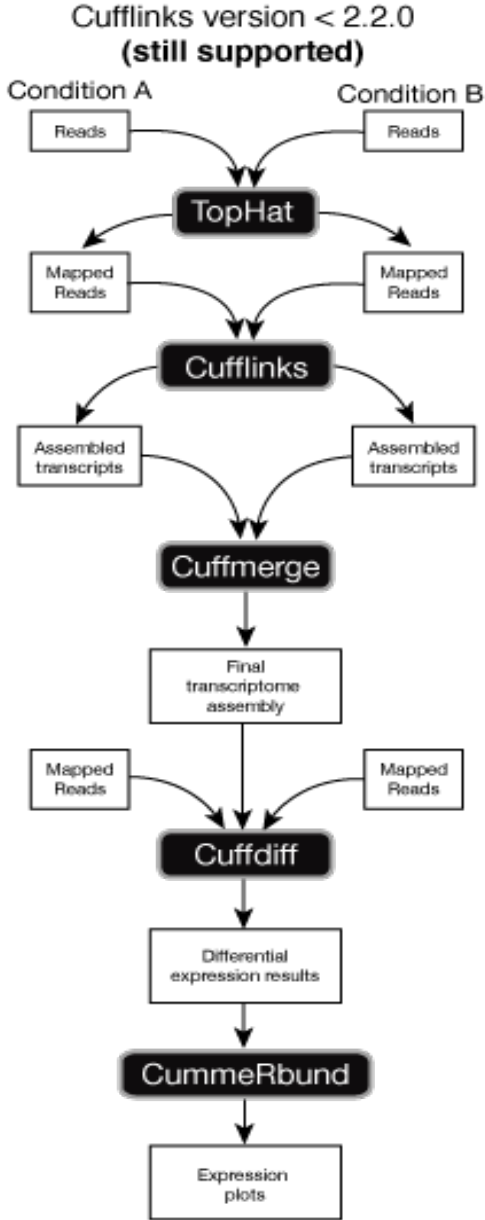 Cufflinks version < 2.2.0
(still supported)
Condition A
Condition B
Reads
Reads
TopHat
Mapped
Reads
Mapped
Reads
Cufflinks
Assembled
transcripts
Assembled
transcripts
Cuffmerge
Final
transcriptome
assembly
Mapped
Reads
Mapped
Reads
Cuffdiff
Differential
expression results
CummeRbund
Expression
plots